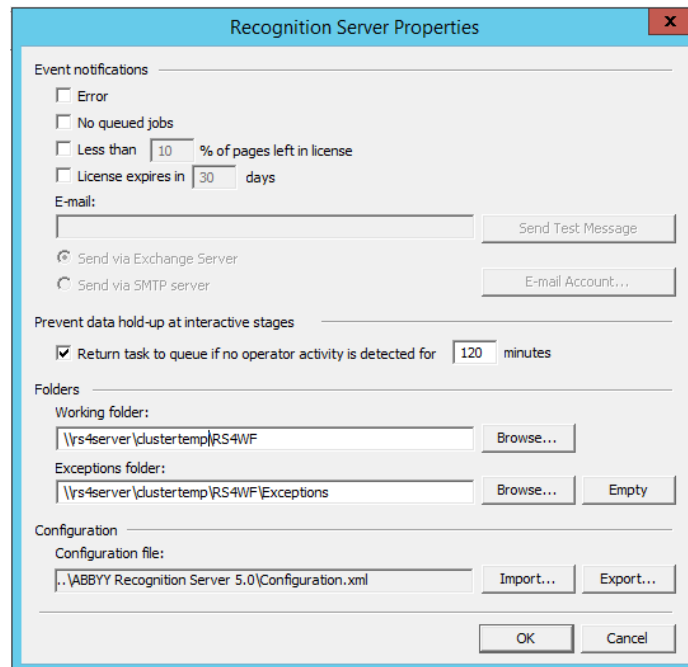 Recognition Server Properties
x
Event notifications
Error
No queued jobs
Less than 10 % of pages left in license
License expires in 30 days
E-mail:
Send Test Message
Send via Exchange Server
Send via SMTP server
E-mail Account...
Prevent data hold-up at interactive stages
Return task to queue if no operator activity is detected for 120 minutes
Folders
Working folder:
\\rs4server\clustertemp\RS4WF Browse...
Exceptions folder:
\\rs4server\clustertemp\RS4WF\Exceptions Browse... Empty
Configuration
Configuration file:
..\ABBYY Recognition Server 5.0\Configuration.xml Import... Export...
OK Cancel